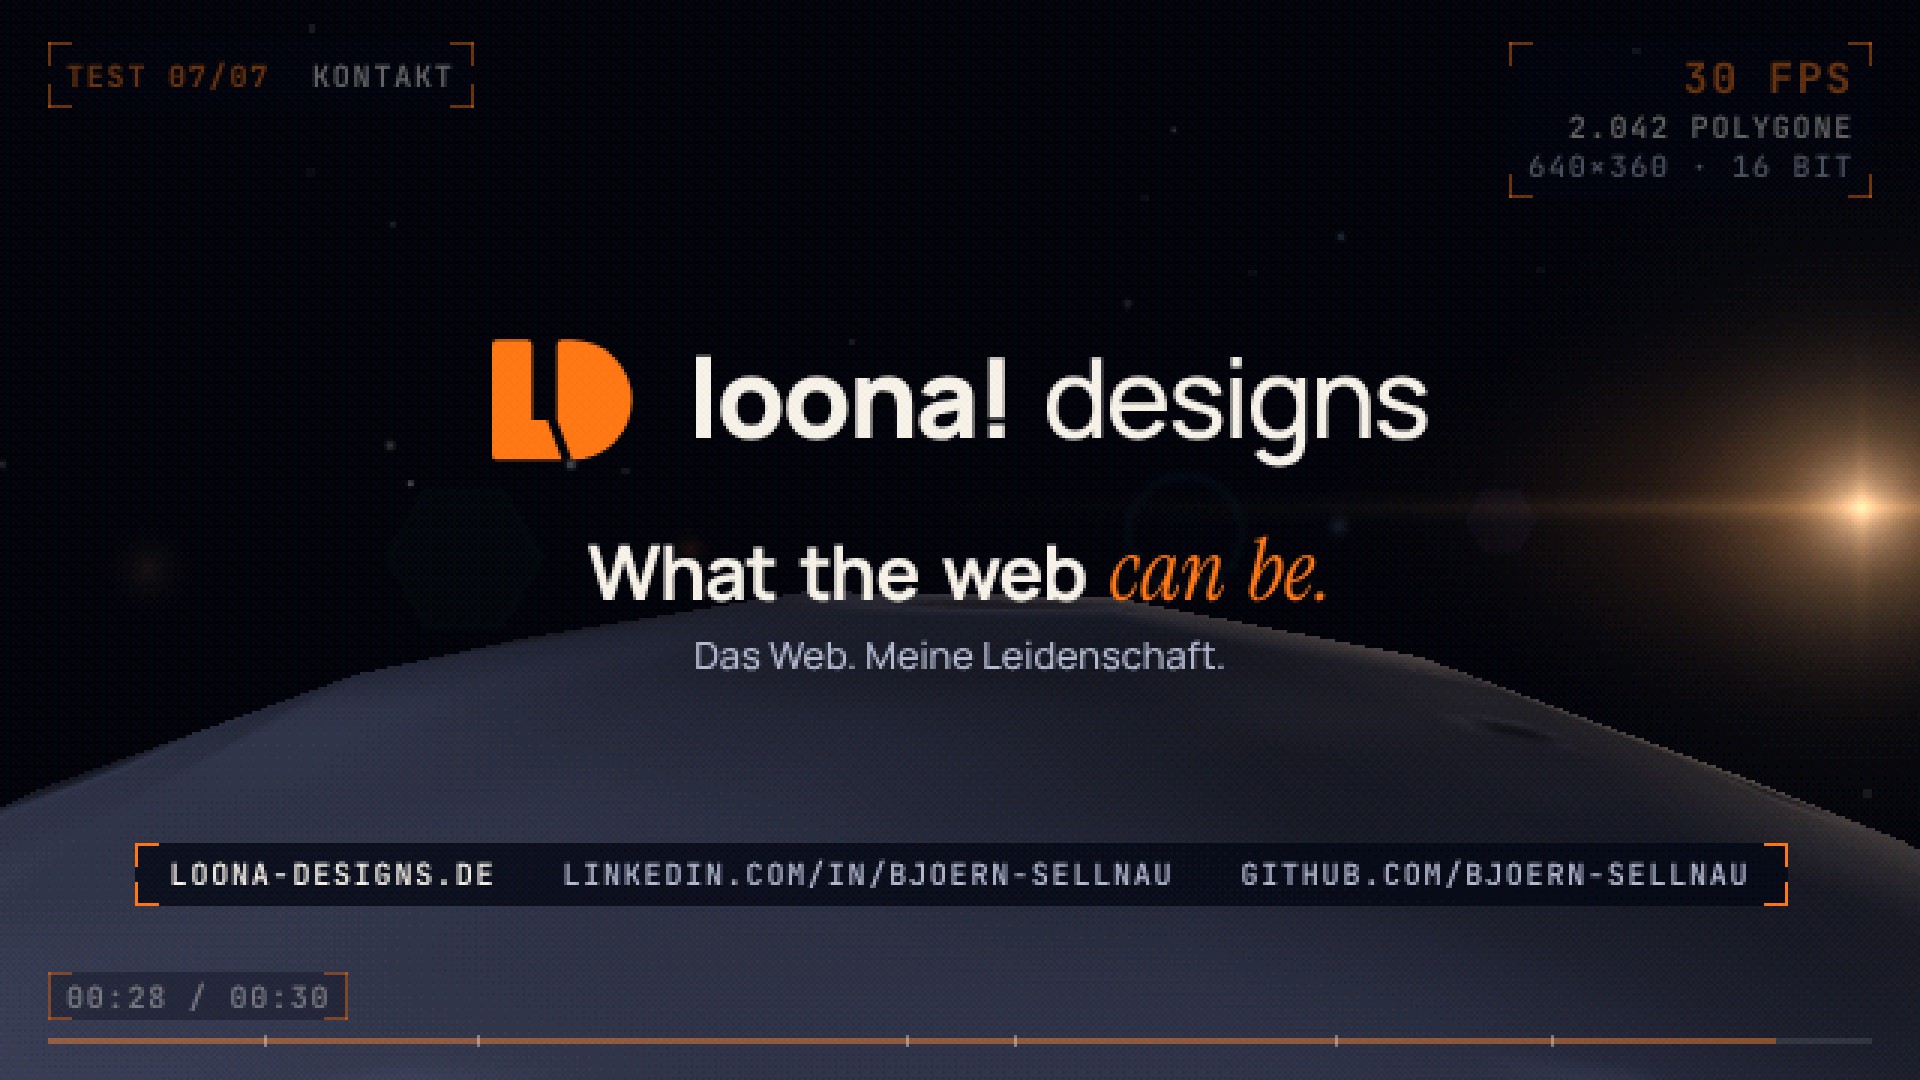 TEST 07/07 KONTAKT
30 FPS
2.042 POLYGONE
640×360 · 16 BIT
LD loona! designs
What the web can be.
Das Web. Meine Leidenschaft.
LOONA-DESIGNS.DE LINKEDIN.COM/IN/BJOERN-SELLNAU GITHUB.COM/BJOERN-SELLNAU
00:28 / 00:30